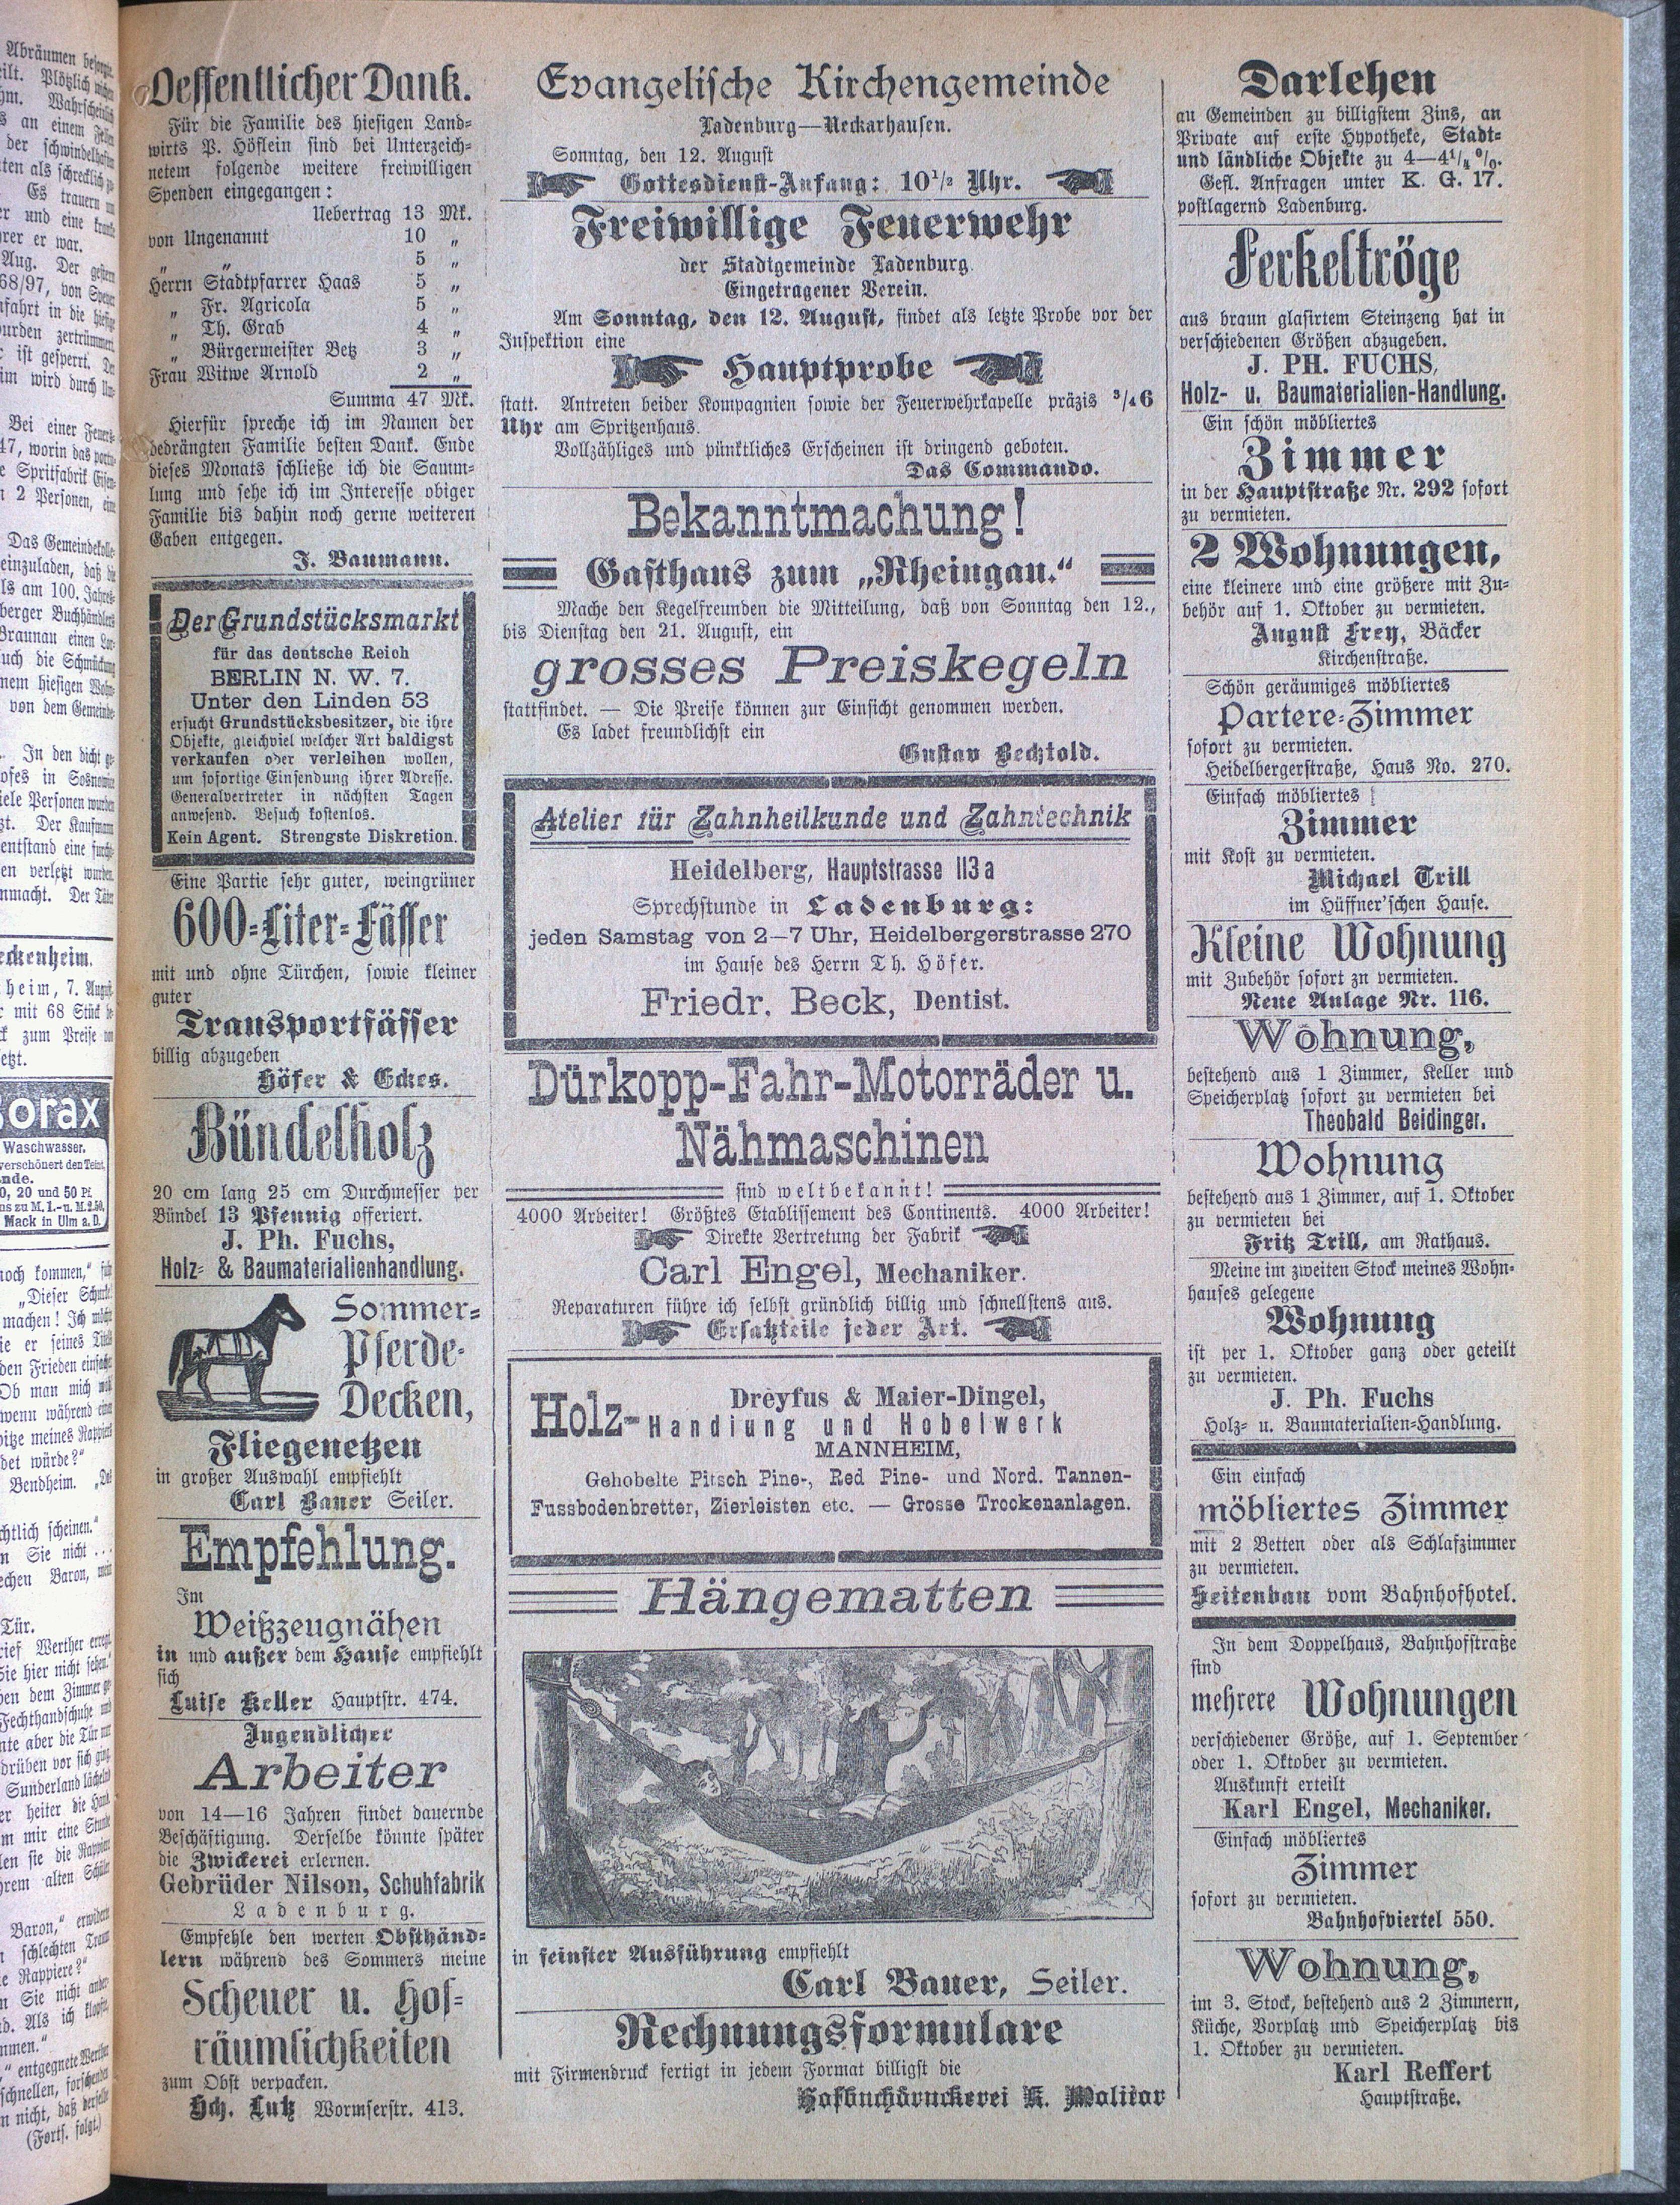 Oeffentlicher Dank.
Für die Familie des hiesigen Land-
wirts P. Höflein sind bei Unterzeich-
netem folgende weitere freiwilligen
Spenden eingegangen:
Uebertrag 13 Mk.
von Ungenannt 10 „
„ „ 5 „
Herrn Stadtpfarrer Haas 5 „
„ Fr. Agricola 5 „
„ Th. Grab 4 „
„ Bürgermeister Betz 3 „
Frau Witwe Arnold 2 „
Summa 47 Mk.
Hierfür spreche ich im Namen der
bedrängten Familie besten Dank. Ende
dieses Monats schließe ich die Samm-
lung und sehe ich im Interesse obiger
Familie bis dahin noch gerne weiteren
Gaben entgegen.
J. Baumann.
Der Grundstücksmarkt
für das deutsche Reich
BERLIN N. W. 7.
Unter den Linden 53
ersucht Grundstücksbesitzer, die ihre
Objekte, gleichviel welcher Art baldigst
verkaufen oder verleihen wollen,
um sofortige Einsendung ihrer Adresse.
Generalvertreter in nächsten Tagen
anwesend. Besuch kostenlos.
Kein Agent. Strengste Diskretion.
Eine Partie sehr guter, weingrüner
600-Liter-Fässer
mit und ohne Türchen, sowie kleiner
guter
Transportfässer
billig abzugeben
Höfer & Eckes.
Bündelholz
20 cm lang 25 cm Durchmesser per
Bündel 13 Pfennig offeriert.
J. Ph. Fuchs,
Holz- & Baumaterialienhandlung.
Sommer-
Pferde-
Decken,
Fliegenetzen
in großer Auswahl empfiehlt
Carl Bauer Seiler.
Empfehlung.
Im
Weißzeugnähen
in und außer dem Hause empfiehlt
sich
Luise Keller Hauptstr. 474.
Jugendlicher
Arbeiter
von 14—16 Jahren findet dauernde
Beschäftigung. Derselbe könnte später
die Zwickerei erlernen.
Gebrüder Nilson, Schuhfabrik
Ladenburg.
Empfehle den werten Obsthänd-
lern während des Sommers meine
Scheuer u. Hof-
räumlichkeiten
zum Obst verpacken.
Hch. Lutz Wormserstr. 413.
Evangelische Kirchengemeinde
Ladenburg—Neckarhausen.
Sonntag, den 12. August
Gottesdienst-Anfang: 10 1/2 Uhr.
Freiwillige Feuerwehr
der Stadtgemeinde Ladenburg.
Eingetragener Verein.
Am Sonntag, den 12. August, findet als letzte Probe vor der
Inspektion eine
Hauptprobe
statt. Antreten beider Kompagnien sowie der Feuerwehrkapelle präzis 3/4 6
Uhr am Spritzenhaus.
Vollzähliges und pünktliches Erscheinen ist dringend geboten.
Das Commando.
Bekanntmachung!
Gasthaus zum „Rheingau.“
Mache den Kegelfreunden die Mitteilung, daß von Sonntag den 12.,
bis Dienstag den 21. August, ein
grosses Preiskegeln
stattfindet. — Die Preise können zur Einsicht genommen werden.
Es ladet freundlichst ein
Gustav Bechtold.
Atelier für Zahnheilkunde und Zahntechnik
Heidelberg, Hauptstrasse 113a
Sprechstunde in Ladenburg:
jeden Samstag von 2—7 Uhr, Heidelbergerstrasse 270
im Hause des Herrn Th. Höfer.
Friedr. Beck, Dentist.
Dürkopp-Fahr-Motorräder u.
Nähmaschinen
sind weltbekannt!
4000 Arbeiter! Größtes Etablissement des Continents. 4000 Arbeiter!
Direkte Vertretung der Fabrik
Carl Engel, Mechaniker.
Reparaturen führe ich selbst gründlich billig und schnellstens aus.
Ersatzteile jeder Art.
Dreyfus & Maier-Dingel,
Holz-Handlung und Hobelwerk
MANNHEIM,
Gehobelte Pitsch Pine-, Red Pine- und Nord. Tannen-
Fussbodenbretter, Zierleisten etc. — Grosse Trockenanlagen.
Hängematten
in feinster Ausführung empfiehlt
Carl Bauer, Seiler.
Rechnungsformulare
mit Firmendruck fertigt in jedem Format billigst die
Hofbuchdruckerei K. Molitor
Darlehen
an Gemeinden zu billigstem Zins, an
Private auf erste Hypotheke, Stadt-
und ländliche Objekte zu 4—4 1/4 %.
Gefl. Anfragen unter K. G. 17.
postlagernd Ladenburg.
Ferkeltröge
aus braun glasirtem Steinzeng hat in
verschiedenen Größen abzugeben.
J. PH. FUCHS,
Holz- u. Baumaterialien-Handlung.
Ein schön möbliertes
Zimmer
in der Hauptstraße Nr. 292 sofort
zu vermieten.
2 Wohnungen,
eine kleinere und eine größere mit Zu-
behör auf 1. Oktober zu vermieten.
August Frey, Bäcker
Kirchenstraße.
Schön geräumiges möbliertes
Partere-Zimmer
sofort zu vermieten.
Heidelbergerstraße, Haus No. 270.
Einfach möbliertes
Zimmer
mit Kost zu vermieten.
Michael Trill
im Hüffner'schen Hause.
Kleine Wohnung
mit Zubehör sofort zu vermieten.
Neue Anlage Nr. 116.
Wohnung,
bestehend aus 1 Zimmer, Keller und
Speicherplatz sofort zu vermieten bei
Theobald Beidinger.
Wohnung
bestehend aus 1 Zimmer, auf 1. Oktober
zu vermieten bei
Fritz Trill, am Rathaus.
Meine im zweiten Stock meines Wohn-
hauses gelegene
Wohnung
ist per 1. Oktober ganz oder geteilt
zu vermieten.
J. Ph. Fuchs
Holz- u. Baumaterialien-Handlung.
Ein einfach
möbliertes Zimmer
mit 2 Betten oder als Schlafzimmer
zu vermieten.
Seitenbau vom Bahnhofhotel.
In dem Doppelhaus, Bahnhofstraße
sind
mehrere Wohnungen
verschiedener Größe, auf 1. September
oder 1. Oktober zu vermieten.
Auskunft erteilt
Karl Engel, Mechaniker.
Einfach möbliertes
Zimmer
sofort zu vermieten.
Bahnhofviertel 550.
Wohnung,
im 3. Stock, bestehend aus 2 Zimmern,
Küche, Vorplatz und Speicherplatz bis
1. Oktober zu vermieten.
Karl Reffert
Hauptstraße.